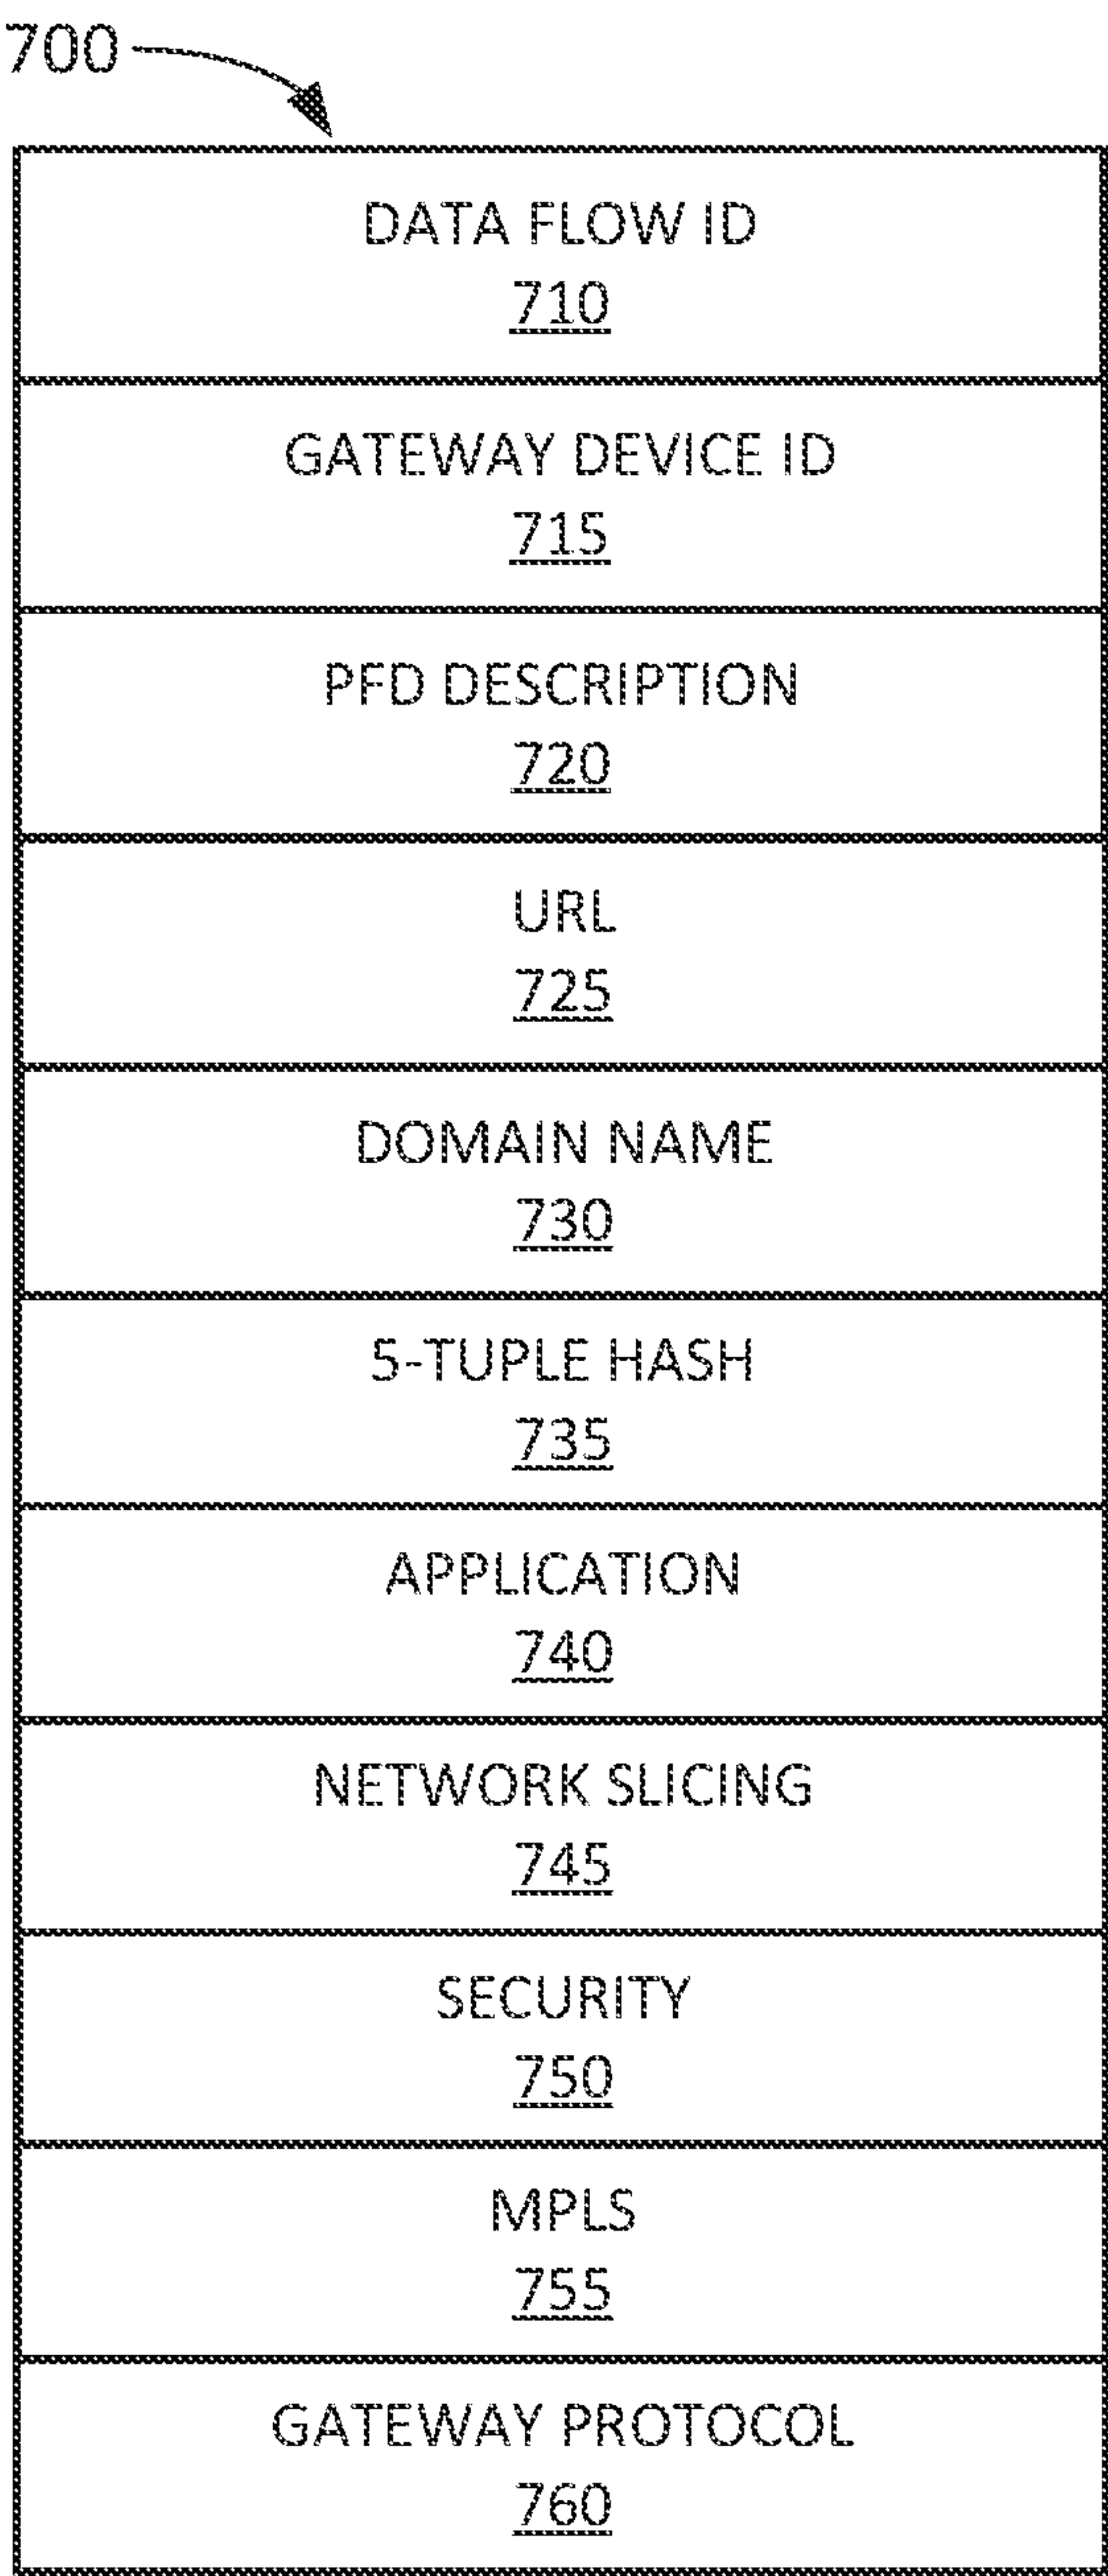 700
DATA FLOW ID
710
GATEWAY DEVICE ID
715
PFD DESCRIPTION
720
URL
725
DOMAIN NAME
730
5-TUPLE HASH
735
APPLICATION
740
NETWORK SLICING
745
SECURITY
750
MPLS
755
GATEWAY PROTOCOL
760